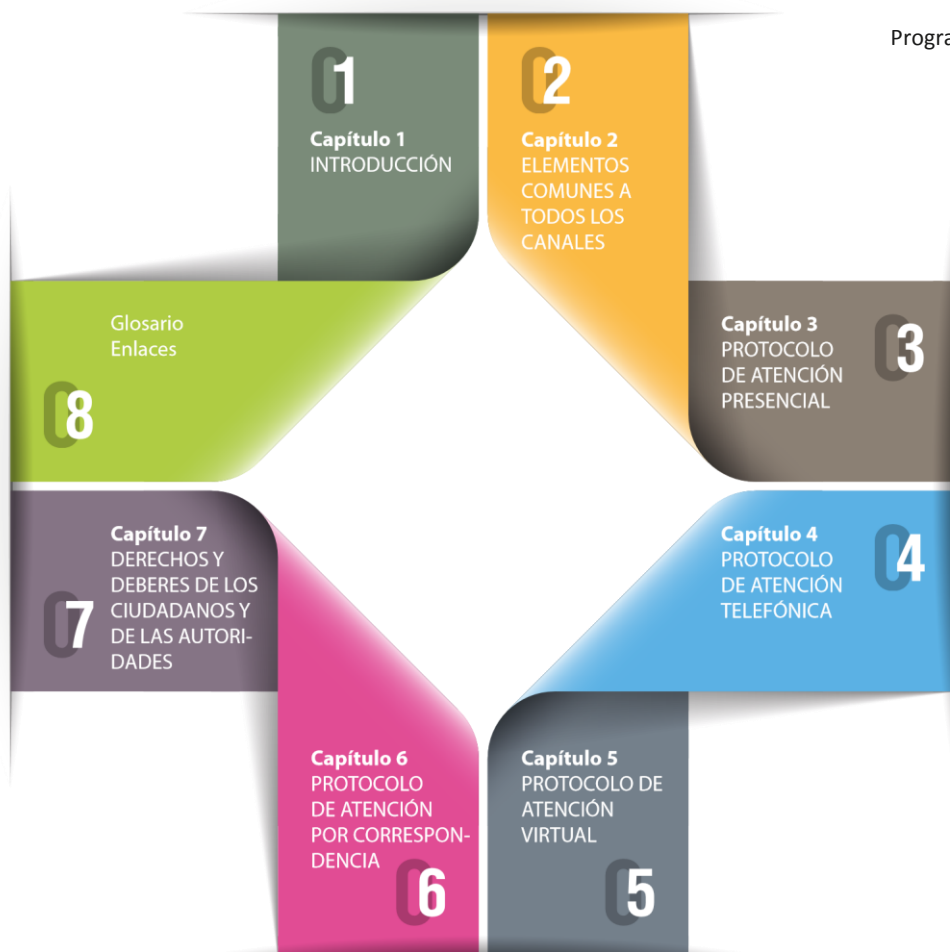 Progra
01
Capítulo 1
INTRODUCCIÓN
02
Capítulo 2
ELEMENTOS
COMUNES A
TODOS LOS
CANALES
Capítulo 3
PROTOCOLO
DE ATENCIÓN
PRESENCIAL
03
Capítulo 4
PROTOCOLO
DE ATENCIÓN
TELEFÓNICA
04
Capítulo 5
PROTOCOLO DE
ATENCIÓN
VIRTUAL
05
Capítulo 6
PROTOCOLO
DE ATENCIÓN
POR CORRESPON-
DENCIA
06
Capítulo 7
DERECHOS Y
DEBERES DE LOS
CIUDADANOS Y
DE LAS AUTORI-
DADES
07
Glosario
Enlaces
08